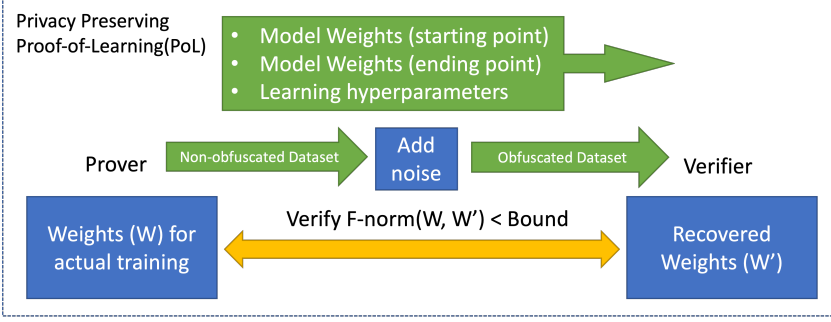 Privacy Preserving
Proof-of-Learning(PoL)
• Model Weights (starting point)
• Model Weights (ending point)
• Learning hyperparameters
Prover
Non-obfuscated Dataset
Add
noise
Obfuscated Dataset
Verifier
Weights (W) for
actual training
Verify F-norm(W, W’) < Bound
Recovered
Weights (W’)